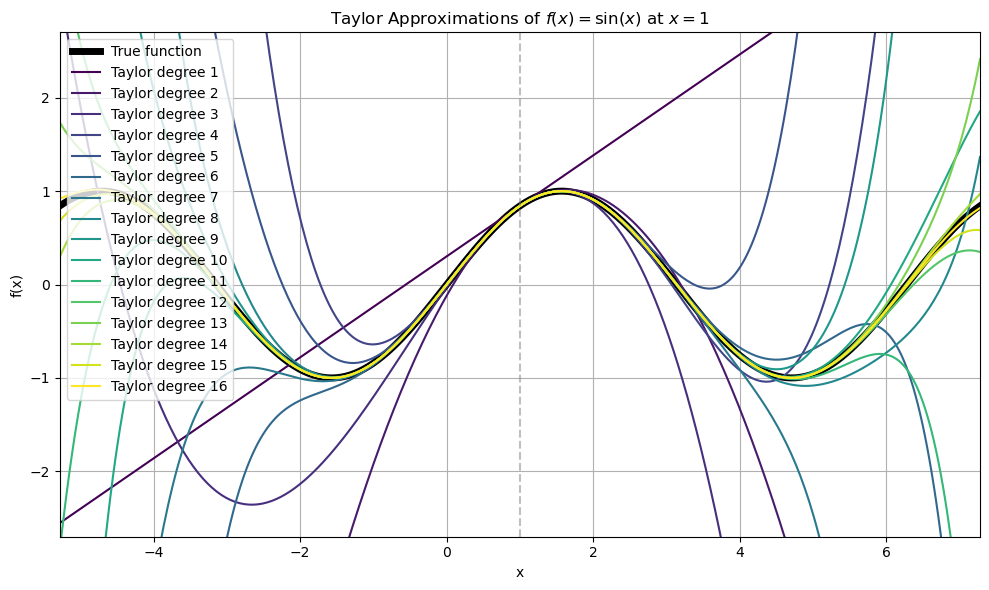 Taylor Approximations of f(x) = sin(x) at x = 1
True function
Taylor degree 1
Taylor degree 2
Taylor degree 3
Taylor degree 4
Taylor degree 5
Taylor degree 6
Taylor degree 7
Taylor degree 8
Taylor degree 9
Taylor degree 10
Taylor degree 11
Taylor degree 12
Taylor degree 13
Taylor degree 14
Taylor degree 15
Taylor degree 16
2
1
0
−1
−2
f(x)
−4
−2
0
2
4
6
x